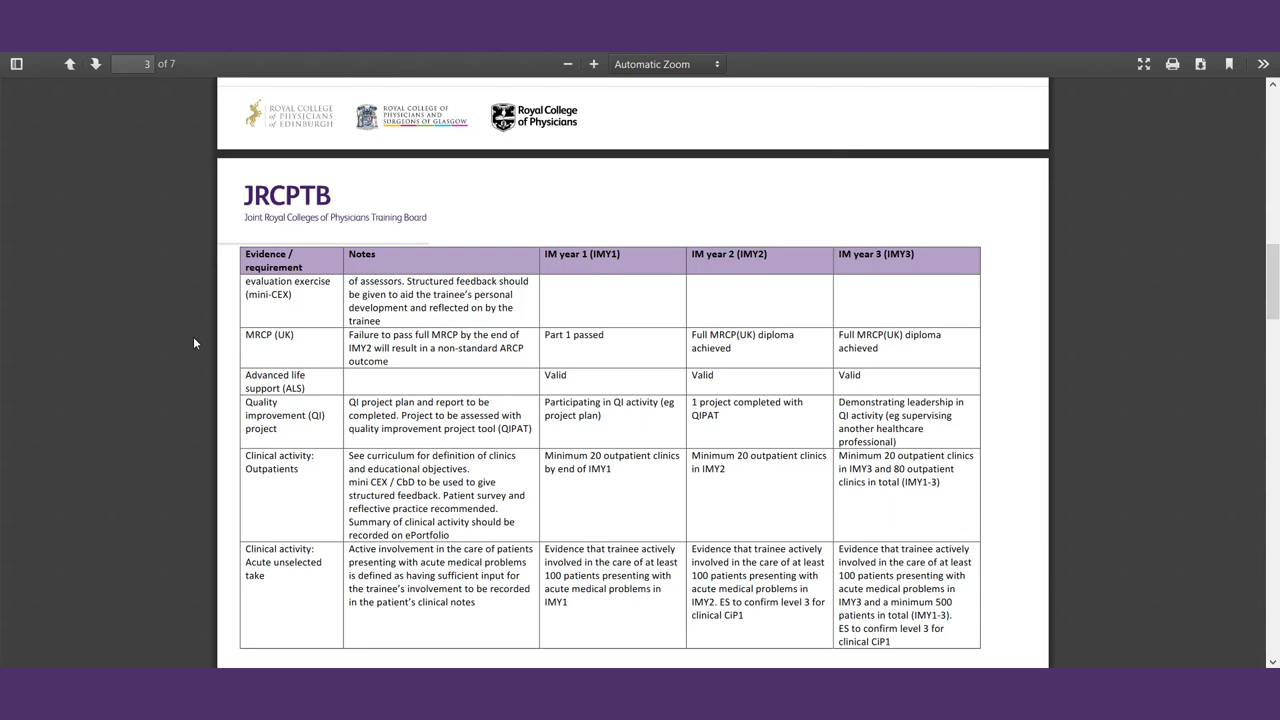 3 of 7
Automatic Zoom
ROYAL COLLEGE
OF PHYSICIANS
OF EDINBURGH
ROYAL COLLEGE OF
PHYSICIANS AND
SURGEONS OF GLASGOW
Royal College
of Physicians
JRCPTB
Joint Royal Colleges of Physicians Training Board
Evidence /
requirement
Notes
IM year 1 (IMY1)
IM year 2 (IMY2)
IM year 3 (IMY3)
evaluation exercise
(mini-CEX)
of assessors. Structured feedback should
be given to aid the trainee's personal
development and reflected on by the
trainee
MRCP (UK)
Failure to pass full MRCP by the end of
IMY2 will result in a non-standard ARCP
outcome
Part 1 passed
Full MRCP(UK) diploma
achieved
Full MRCP(UK) diploma
achieved
Advanced life
support (ALS)
Valid
Valid
Valid
Quality
improvement (QI)
project
QI project plan and report to be
completed. Project to be assessed with
quality improvement project tool (QIPAT)
Participating in QI activity (eg
project plan)
1 project completed with
QIPAT
Demonstrating leadership in
QI activity (eg supervising
another healthcare
professional)
Clinical activity:
Outpatients
See curriculum for definition of clinics
and educational objectives.
mini CEX / CbD to be used to give
structured feedback. Patient survey and
reflective practice recommended.
Summary of clinical activity should be
recorded on ePortfolio
Minimum 20 outpatient clinics
by end of IMY1
Minimum 20 outpatient clinics
in IMY2
Minimum 20 outpatient clinics
in IMY3 and 80 outpatient
clinics in total (IMY1-3)
Clinical activity:
Acute unselected
take
Active involvement in the care of patients
presenting with acute medical problems
is defined as having sufficient input for
the trainee's involvement to be recorded
in the patient's clinical notes
Evidence that trainee actively
involved in the care of at least
100 patients presenting with
acute medical problems in
IMY1
Evidence that trainee actively
involved in the care of at least
100 patients presenting with
acute medical problems in
IMY2. ES to confirm level 3 for
clinical CiP1
Evidence that trainee actively
involved in the care of at least
100 patients presenting with
acute medical problems in
IMY3 and a minimum 500
patients in total (IMY1-3).
ES to confirm level 3 for
clinical CiP1